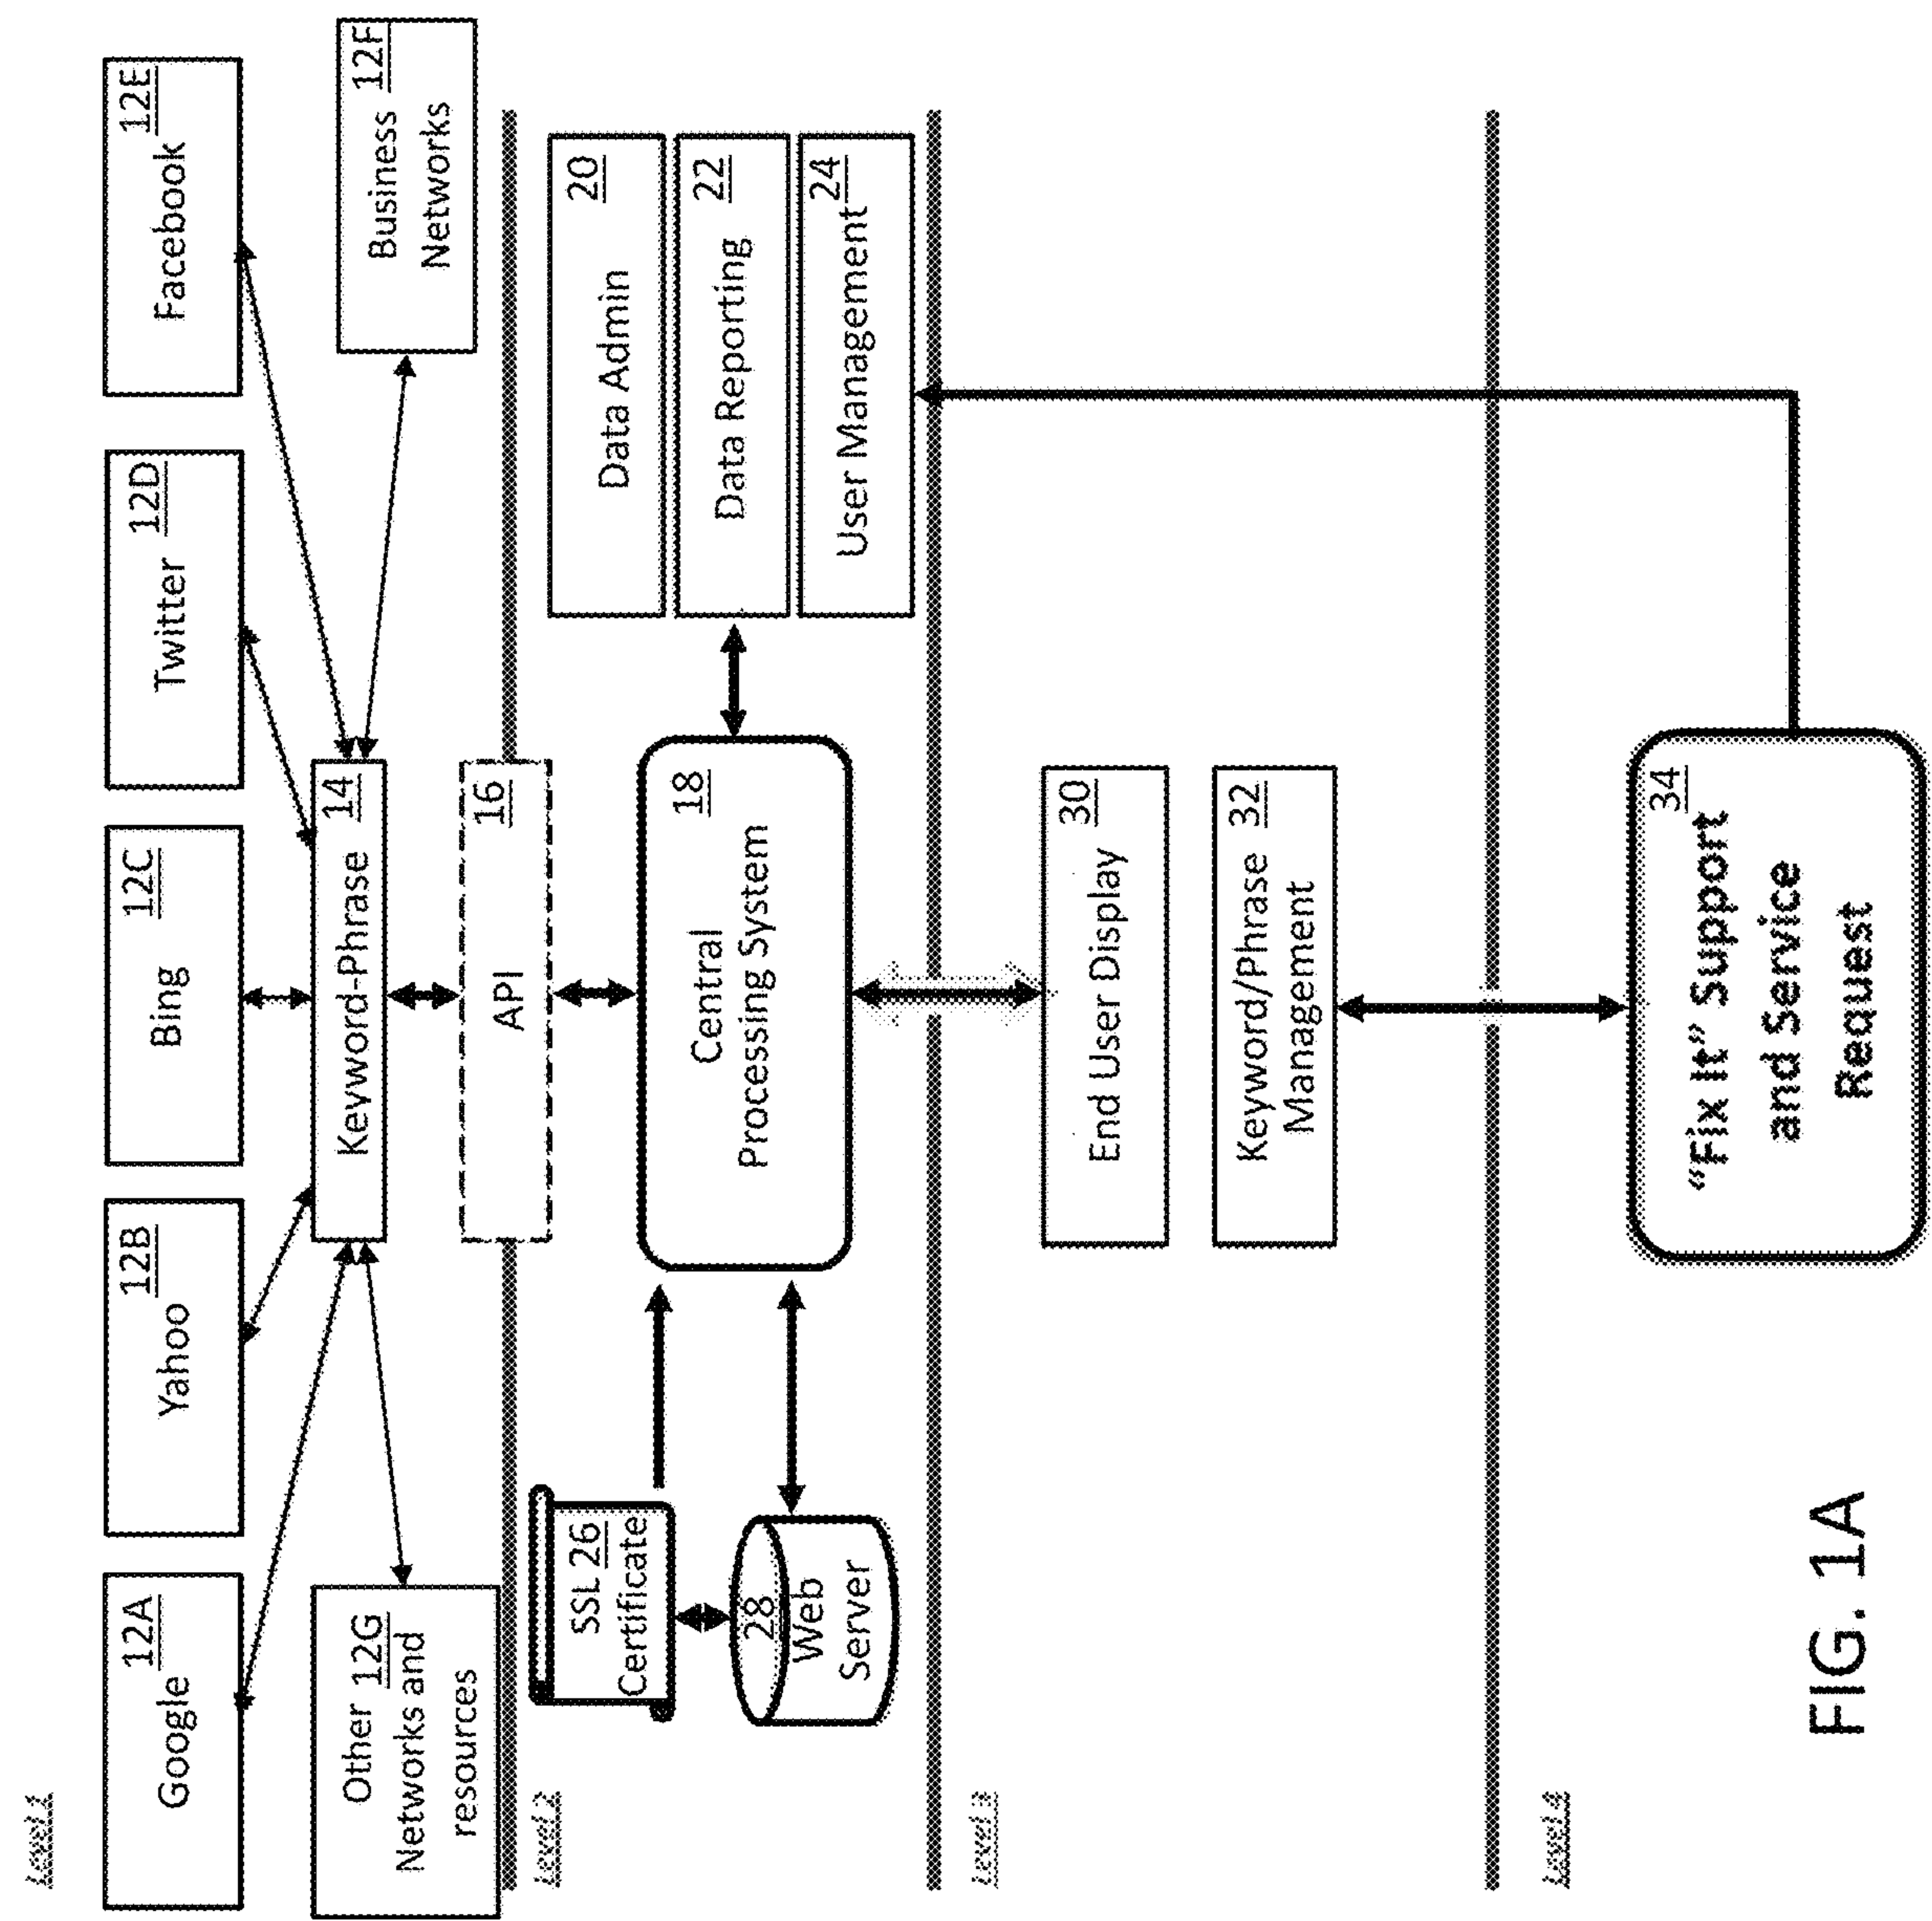 Level 1
12A
Google
12B
Yahoo
12C
Bing
12D
Twitter
12E
Facebook
Other 12G
Networks and
resources
Keyword-Phrase 14
Business 12F
Networks
API 16
Level 2
SSL 26
Certificate
28
Web
Server
18
Central
Processing System
20
Data Admin
22
Data Reporting
24
User Management
Level 3
30
End User Display
Keyword/Phrase 32
Management
Level 4
34
“Fix It” Support
and Service
Request
FIG. 1A